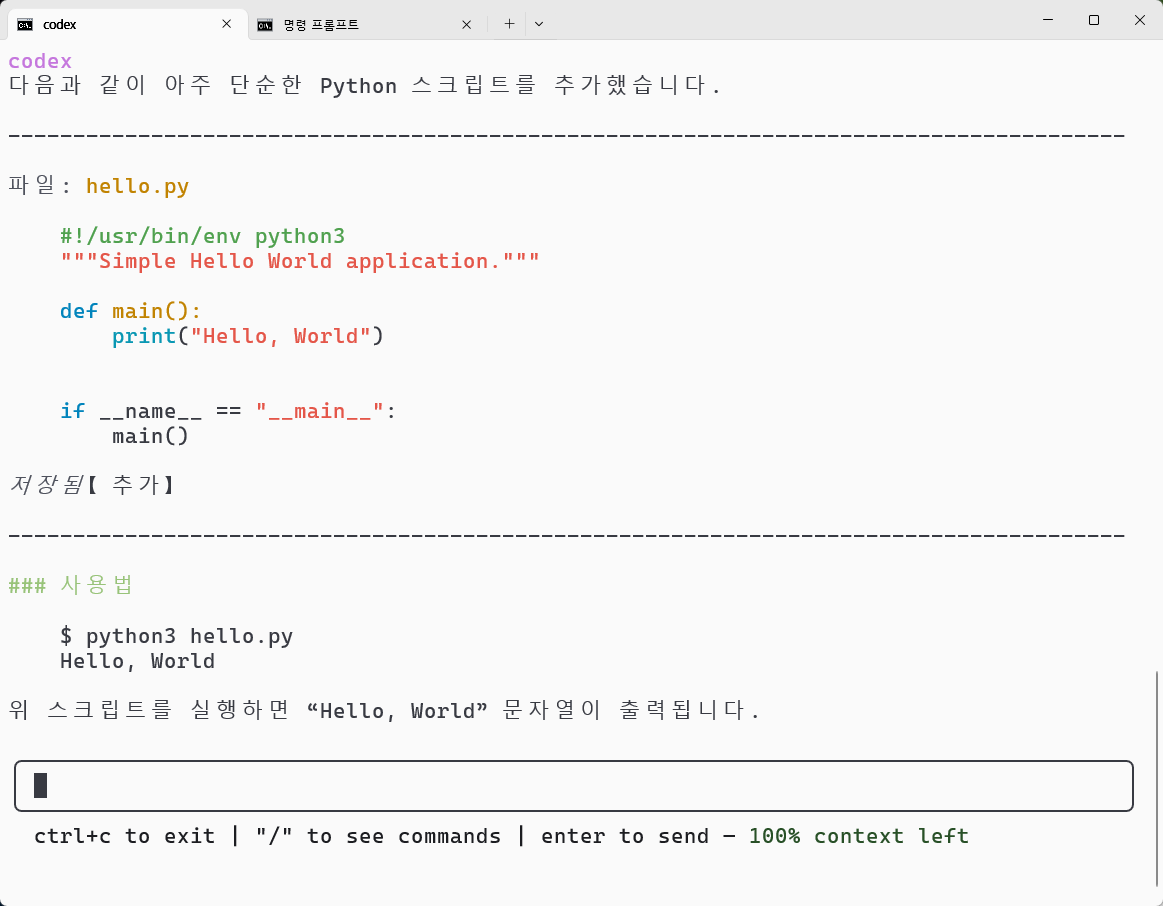 codex
명령 프롬프트
codex
다음과 같이 아주 단순한 Python 스크립트를 추가했습니다.
파일: hello.py
#!/usr/bin/env python3
"""Simple Hello World application."""
def main():
    print("Hello, World")
if __name__ == "__main__":
    main()
저장됨【 추가】
### 사용법
$ python3 hello.py
Hello, World
위 스크립트를 실행하면 “Hello, World” 문자열이 출력됩니다.
ctrl+c to exit | "/" to see commands | enter to send — 100% context left